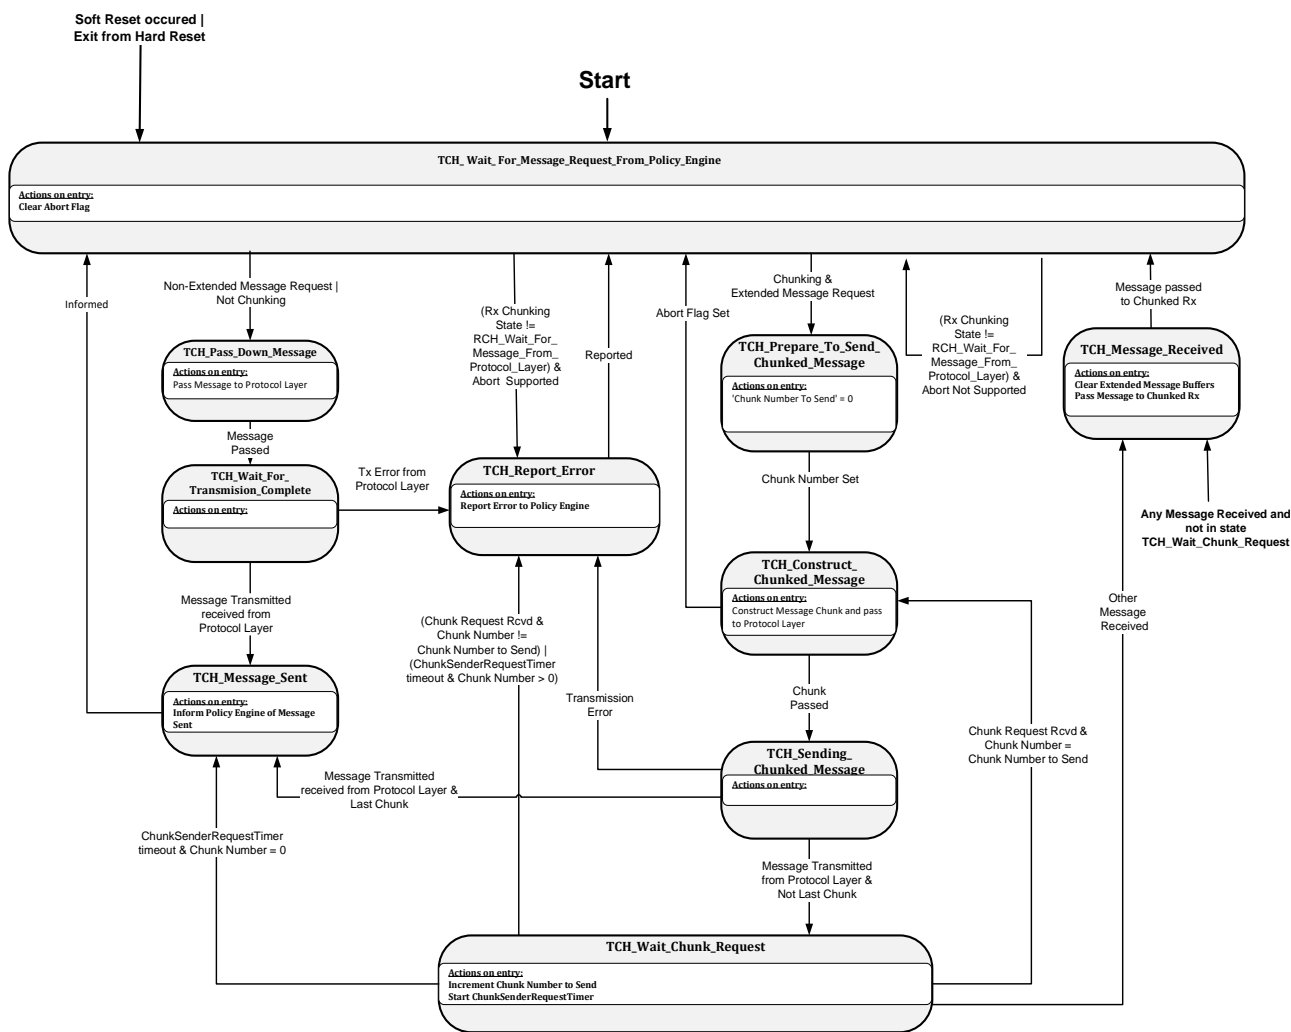 Soft Reset occured |
Exit from Hard Reset
Start
TCH_ Wait_ For_Message_Request_From_Policy_Engine
Actions on entry:
Clear Abort Flag
Non-Extended Message Request |
Not Chunking
Informed
(Rx Chunking
State !=
RCH_Wait_For_
Message_From_
Protocol_Layer) &
Abort  Supported
Reported
Abort Flag Set
Chunking &
Extended Message Request
(Rx Chunking
State !=
RCH_Wait_For_
Message_From_
Protocol_Layer) &
Abort Not Supported
Message passed
to Chunked Rx
TCH_Pass_Down_Message
Actions on entry:
Pass Message to Protocol Layer
TCH_Prepare_To_Send_
Chunked_Message
Actions on entry:
'Chunk Number To Send' = 0
TCH_Message_Received
Actions on entry:
Clear Extended Message Buffers
Pass Message to Chunked Rx
Message
Passed
TCH_Wait_For_
Transmision_Complete
Actions on entry:
Tx Error from
Protocol Layer
TCH_Report_Error
Actions on entry:
Report Error to Policy Engine
Chunk Number Set
Any Message Received and
not in state
TCH_Wait_Chunk_Request
TCH_Construct_
Chunked_Message
Actions on entry:
Construct Message Chunk and pass
to Protocol Layer
Message Transmitted
received from
Protocol Layer
(Chunk Request Rcvd &
Chunk Number !=
Chunk Number to Send) |
(ChunkSenderRequestTimer
timeout & Chunk Number > 0)
Other
Message
Received
TCH_Message_Sent
Actions on entry:
Inform Policy Engine of Message
Sent
Transmission
Error
Chunk
Passed
Chunk Request Rcvd &
Chunk Number =
Chunk Number to Send
TCH_Sending_
Chunked_Message
Actions on entry:
Message Transmitted
received from Protocol Layer &
Last Chunk
ChunkSenderRequestTimer
timeout & Chunk Number = 0
Message Transmitted
from Protocol Layer &
Not Last Chunk
TCH_Wait_Chunk_Request
Actions on entry:
Increment Chunk Number to Send
Start ChunkSenderRequestTimer